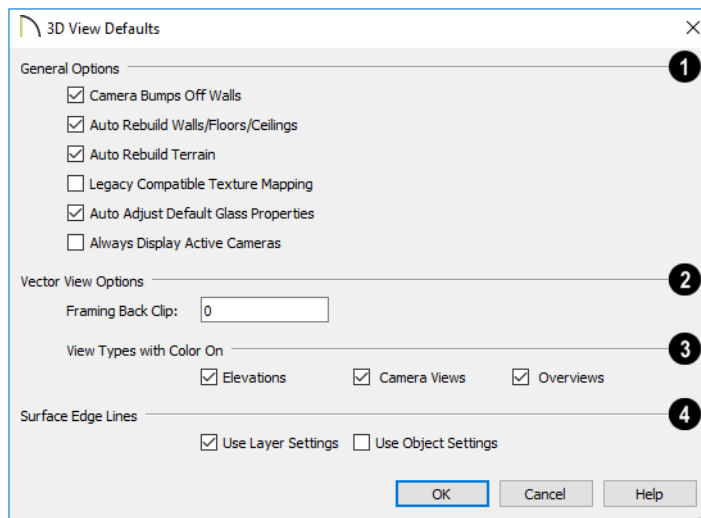 3D View Defaults
General Options 1
Camera Bumps Off Walls
Auto Rebuild Walls/Floors/Ceilings
Auto Rebuild Terrain
Legacy Compatible Texture Mapping
Auto Adjust Default Glass Properties
Always Display Active Cameras
Vector View Options 2
Framing Back Clip: 0
View Types with Color On 3
Elevations Camera Views Overviews
Surface Edge Lines 4
Use Layer Settings Use Object Settings
OK Cancel Help